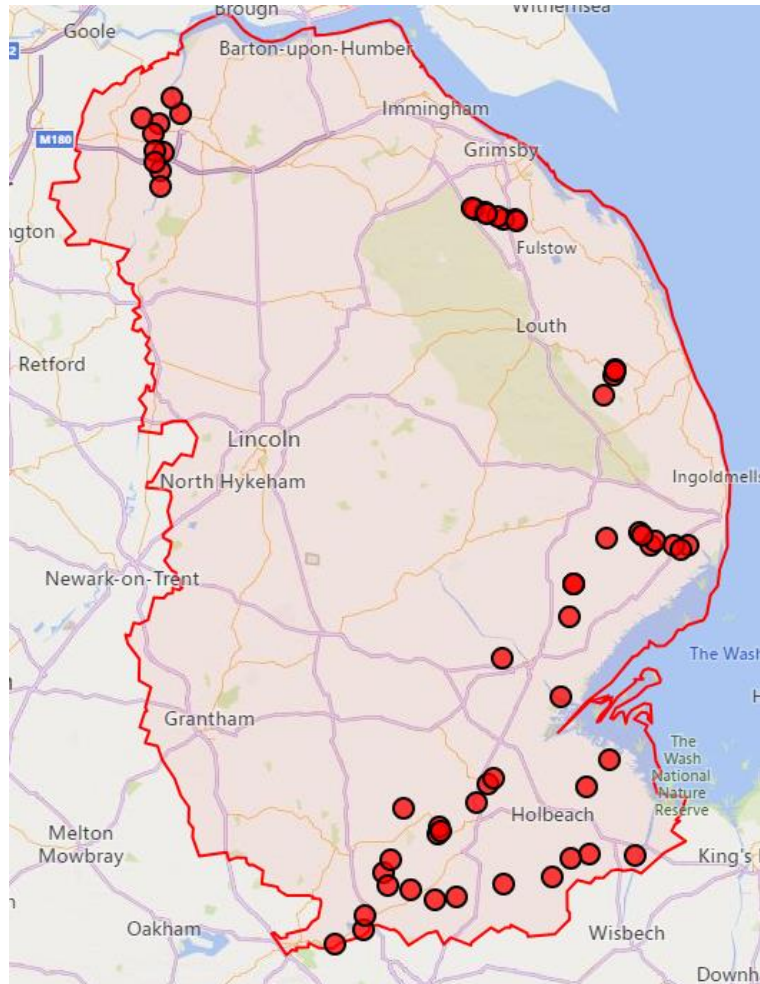 Brough
Withernsea
Goole
Barton-upon-Humber
2
Immingham
M180
Grimsby
ngton
Fulstow
Louth
Retford
Lincoln
Ingoldmells
North Hykeham
Newark-on-Trent
The Wash
H
Grantham
The
Wash
National
Nature
Reserve
Holbeach
Melton
Mowbray
King's
n
Oakham
Wisbech
Downh